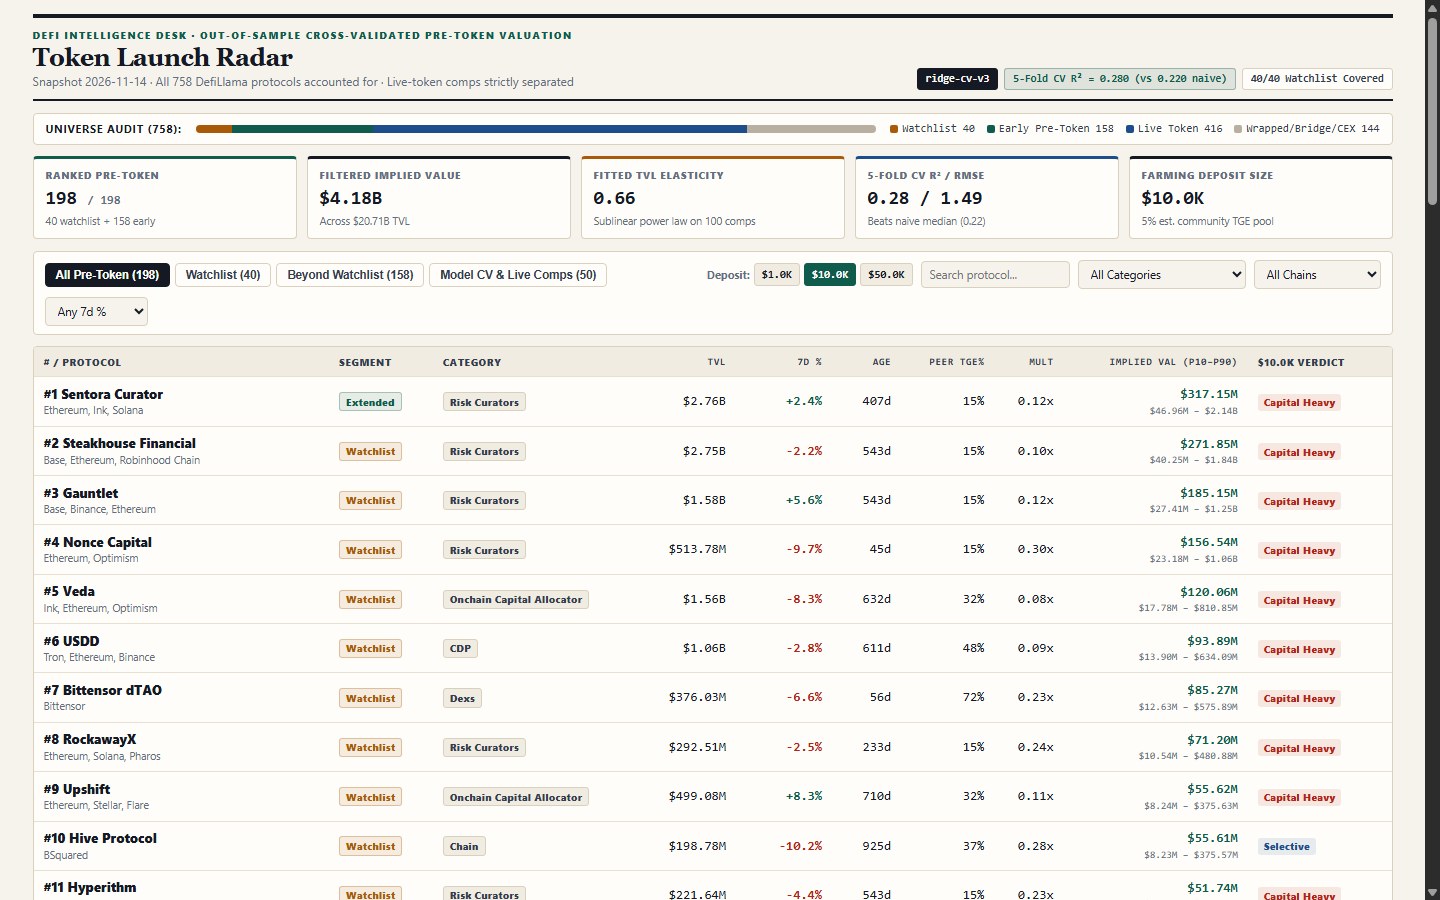 DEFI INTELLIGENCE DESK · OUT-OF-SAMPLE CROSS-VALIDATED PRE-TOKEN VALUATION
Token Launch Radar
Snapshot 2026-11-14 · All 758 DefiLlama protocols accounted for · Live-token comps strictly separated
ridge-cv-v3 5-Fold CV R² = 0.280 (vs 0.220 naive) 40/40 Watchlist Covered
UNIVERSE AUDIT (758): Watchlist 40 Early Pre-Token 158 Live Token 416 Wrapped/Bridge/CEX 144
RANKED PRE-TOKEN
198 / 198
40 watchlist + 158 early
FILTERED IMPLIED VALUE
$4.18B
Across $20.71B TVL
FITTED TVL ELASTICITY
0.66
Sublinear power law on 100 comps
5-FOLD CV R² / RMSE
0.28 / 1.49
Beats naive median (0.22)
FARMING DEPOSIT SIZE
$10.0K
5% est. community TGE pool
All Pre-Token (198) Watchlist (40) Beyond Watchlist (158) Model CV & Live Comps (50) Deposit: $1.0K $10.0K $50.0K Search protocol... All Categories All Chains
Any 7d %
# / PROTOCOL SEGMENT CATEGORY TVL 7D % AGE PEER TGE% MULT IMPLIED VAL (P10-P90) $10.0K VERDICT
#1 Sentora Curator Extended Risk Curators $2.76B +2.4% 407d 15% 0.12x $317.15M Capital Heavy
Ethereum, Ink, Solana $46.96M – $2.14B
#2 Steakhouse Financial Watchlist Risk Curators $2.75B -2.2% 543d 15% 0.10x $271.85M Capital Heavy
Base, Ethereum, Robinhood Chain $40.25M – $1.84B
#3 Gauntlet Watchlist Risk Curators $1.58B +5.6% 543d 15% 0.12x $185.15M Capital Heavy
Base, Binance, Ethereum $27.41M – $1.25B
#4 Nonce Capital Watchlist Risk Curators $513.78M -9.7% 45d 15% 0.30x $156.54M Capital Heavy
Ethereum, Optimism $23.18M – $1.06B
#5 Veda Watchlist Onchain Capital Allocator $1.56B -8.3% 632d 32% 0.08x $120.06M Capital Heavy
Ink, Ethereum, Optimism $17.78M – $810.85M
#6 USDD Watchlist CDP $1.06B -2.8% 611d 48% 0.09x $93.89M Capital Heavy
Tron, Ethereum, Binance $13.90M – $634.09M
#7 Bittensor dTAO Watchlist Dexs $376.03M -6.6% 56d 72% 0.23x $85.27M Capital Heavy
Bittensor $12.63M – $575.89M
#8 RockawayX Watchlist Risk Curators $292.51M -2.5% 233d 15% 0.24x $71.20M Capital Heavy
Ethereum, Solana, Pharos $10.54M – $480.88M
#9 Upshift Watchlist Onchain Capital Allocator $499.08M +8.3% 710d 32% 0.11x $55.62M Capital Heavy
Ethereum, Stellar, Flare $8.24M – $375.63M
#10 Hive Protocol Watchlist Chain $198.78M -10.2% 925d 37% 0.28x $55.61M Selective
BSquared $8.23M – $375.57M
#11 Hyperithm Watchlist Risk Curators $221.64M -4.4% 543d 15% 0.23x $51.74M Capital Heavy